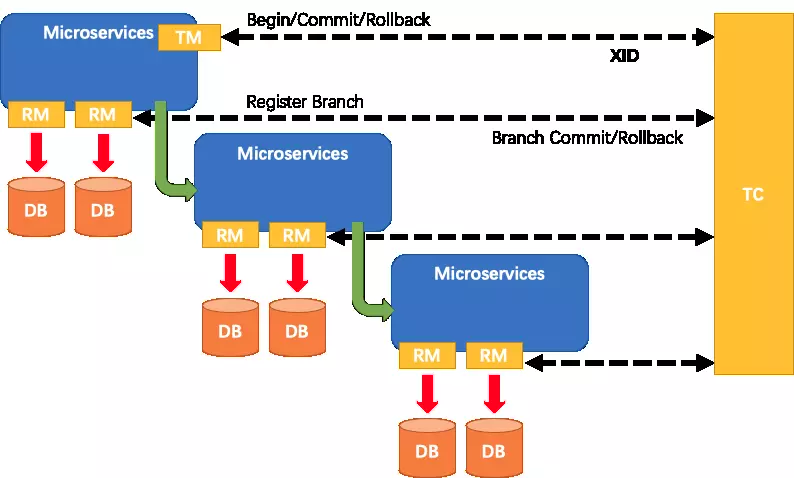 Begin/Commit/Rollback
Microservices
TM
XID
RM
RM
Register Branch
Branch Commit/Rollback
Microservices
TC
DB
DB
RM
RM
Microservices
DB
DB
RM
RM
DB
DB